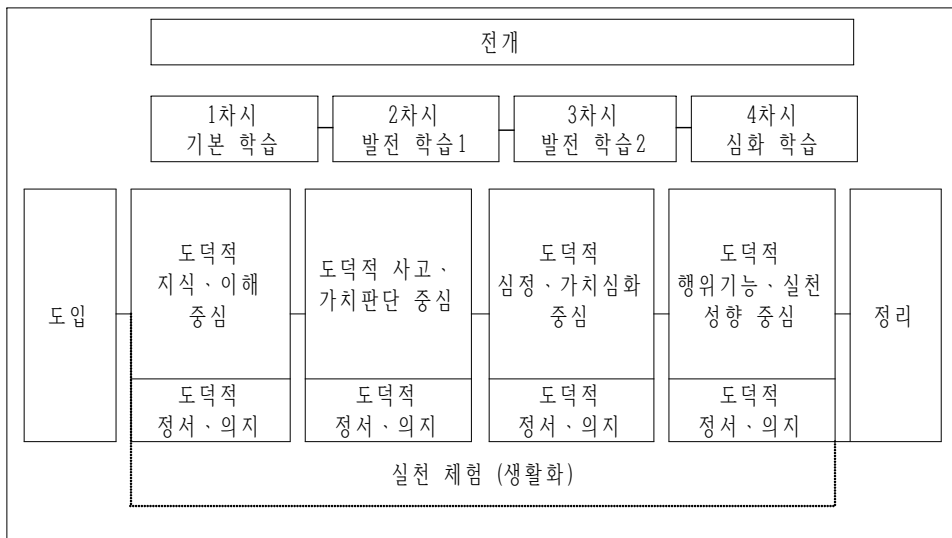 전개
1차시
기본 학습
2차시
발전 학습1
3차시
발전 학습2
4차시
심화 학습
도입
도덕적
지식、이해
중심
도덕적 사고、
가치판단 중심
도덕적
심정、가치심화
중심
도덕적
행위기능、실천
성향 중심
정리
도덕적
정서、의지
도덕적
정서、의지
도덕적
정서、의지
도덕적
정서、의지
실천 체험 (생활화)